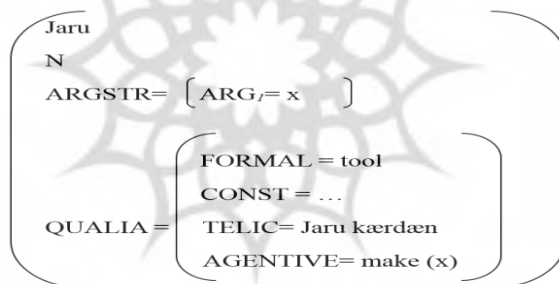 Jaru
N
ARGSTR= [ARG₁= x ]
FORMAL = tool
CONST = …
QUALIA = TELIC= Jaru kærdæn
AGENTIVE= make (x)